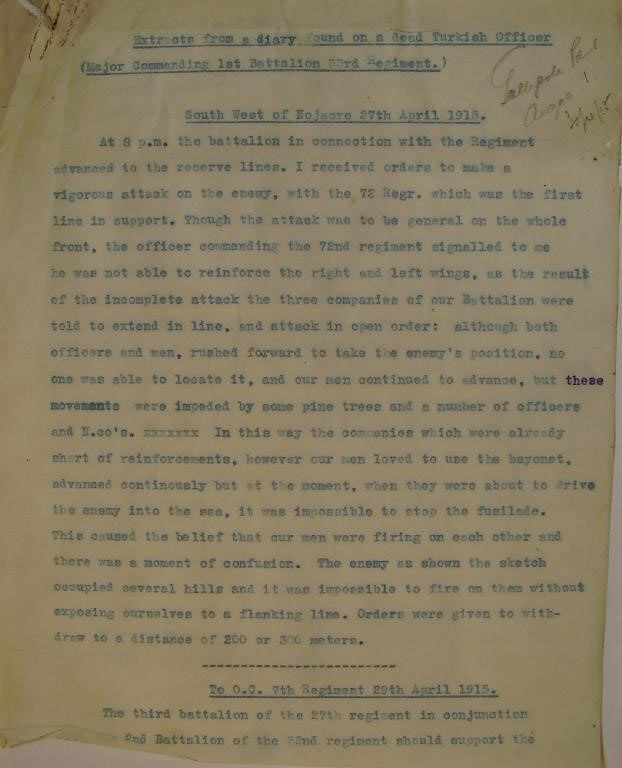 Extracts from a diary found on a dead Turkish Officer
(Major Commanding 1st Battalion 33rd Regiment.)
Gallipoli
Anzac
South West of Nojacre 27th April 1915.
At 8 p.m. the battalion in connection with the Regiment
advanced to the reserve lines. I received orders to make a
vigorous attack on the enemy, with the 72 Regr. which was the first
line in support. Though the attack was to be general on the whole
front, the officer commanding the 72nd regiment signalled to me
he was not able to reinforce the right and left wings, as the result
of the incomplete attack the three companies of our Battalion were
told to extend in line, and attack in open order: although both
officers and men, rushed forward to take the enemy's position, no
one was able to locate it, and our men continued to advance, but these
movements were impeded by some pine trees and a number of officers
and N.co's. xxxxxxx In this way the companies which were already
short of reinforcements, however our men loved to use the bayonet,
advanced continously but at the moment, when they were about to drive
the enemy into the sea, it was impossible to stop the fusilade.
This caused the belief that our men were firing on each other and
there was a moment of confusion. The enemy as shown the sketch
occupied several hills and it was impossible to fire on them without
exposing ourselves to a flanking line. Orders were given to with-
draw to a distance of 200 or 300 meters.
--------------------------
To O.C. 7th Regiment 29th April 1915.
The third battalion of the 27th regiment in conjunction
2nd Battalion of the 32nd regiment should support the